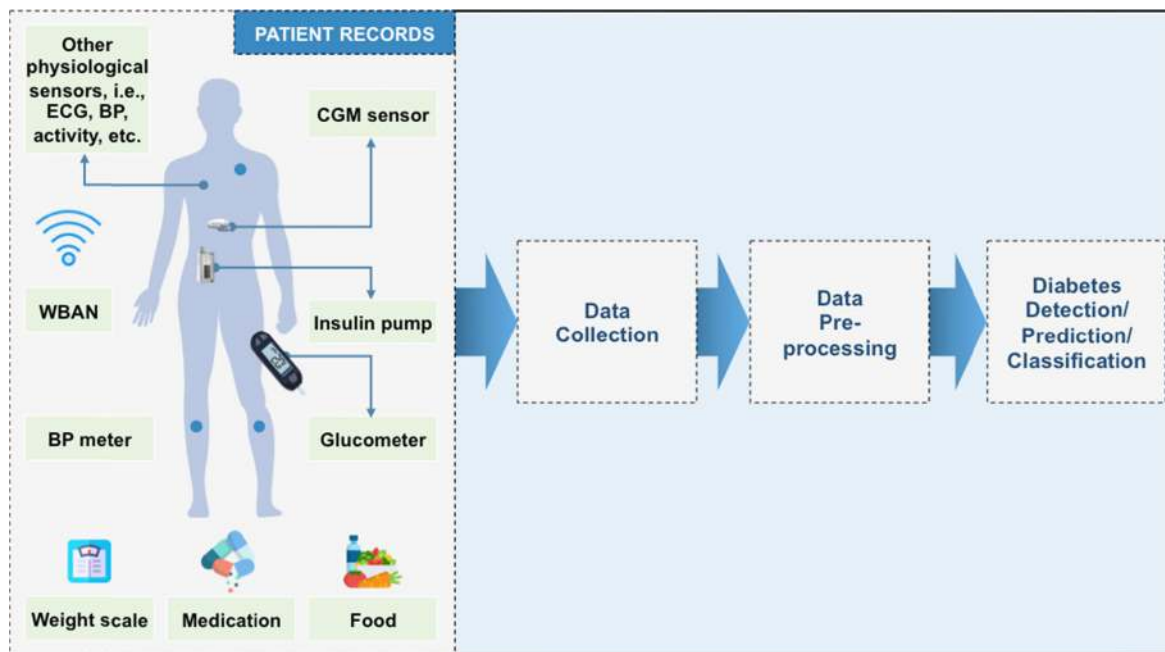 PATIENT RECORDS
Other
physiological
sensors, i.e.,
ECG, BP,
activity, etc.
CGM sensor
WBAN
Insulin pump
BP meter
Glucometer
Weight scale
Medication
Food
Data
Collection
Data
Pre-
processing
Diabetes
Detection/
Prediction/
Classification